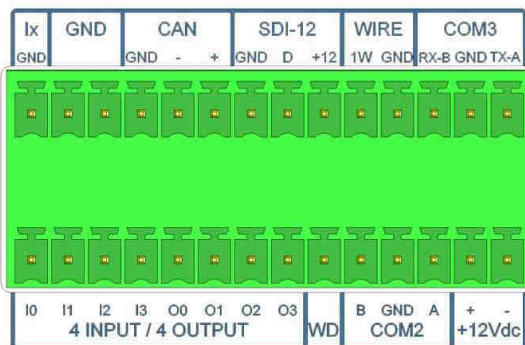 Ix GND CAN SDI-12 WIRE COM3
GND GND - + GND D +12 1W GND RX-B GND TX-A
I0 I1 I2 I3 O0 O1 O2 O3 B GND A + -
4 INPUT / 4 OUTPUT WD COM2 +12Vdc